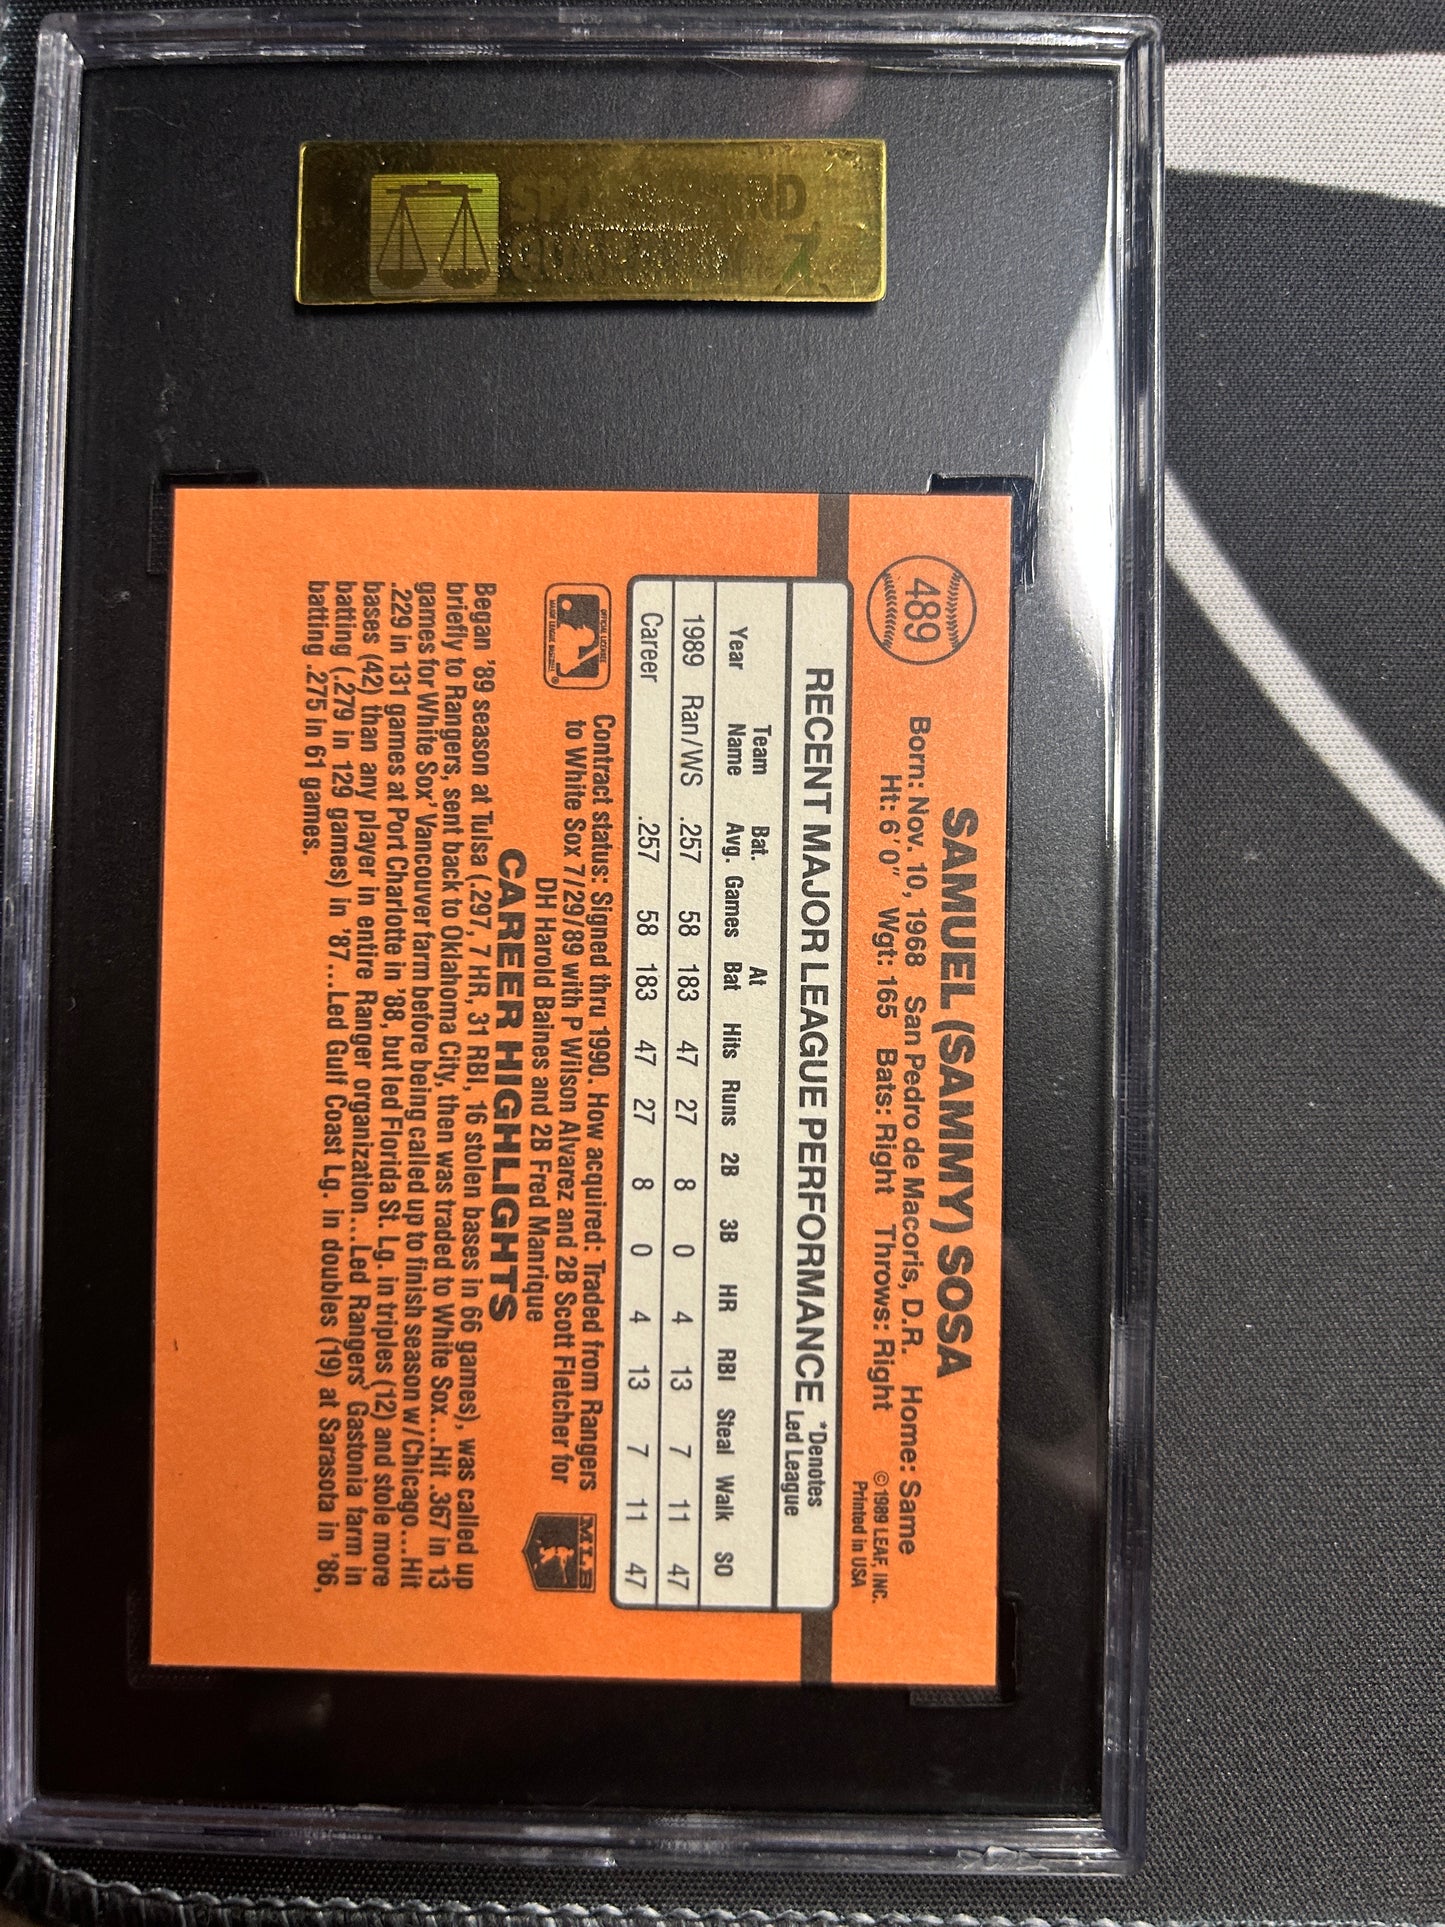 489
SAMUEL (SAMMY) SOSA
Born: Nov. 10, 1968 San Pedro de Macoris, D.R. Home: Same
Ht: 6'0" Wgt: 165 Bats: Right Throws: Right
© 1989 LEAF, INC.
Printed in USA
RECENT MAJOR LEAGUE PERFORMANCE *Denotes
Led League
Team Bat. At
Year Name Avg. Games Bat Hits Runs 2B 3B HR RBI Steal Walk SO
1989 Ran/WS .257 58 183 47 27 8 0 4 13 7 11 47
Career .257 58 183 47 27 8 0 4 13 7 11 47
OFFICIAL LICENSEE
MAJOR LEAGUE BASEBALL ®
Contract status: Signed thru 1990. How acquired: Traded from Rangers
to White Sox 7/29/89 with P Wilson Alvarez and 2B Scott Fletcher for
DH Harold Baines and 2B Fred Manrique
MLB
CAREER HIGHLIGHTS
Began '89 season at Tulsa (.297, 7 HR, 31 RBI, 16 stolen bases in 66 games), was called up
briefly to Rangers, sent back to Oklahoma City, then was traded to White Sox...Hit .367 in 13
games for White Sox' Vancouver farm before being called up to finish season w/Chicago...Hit
.229 in 131 games at Port Charlotte in '88, but led Florida St. Lg. in triples (12) and stole more
bases (42) than any player in entire Ranger organization...Led Rangers' Gastonia farm in
batting (.279 in 129 games) in '87...Led Gulf Coast Lg. in doubles (19) at Sarasota in '86,
batting .275 in 61 games.